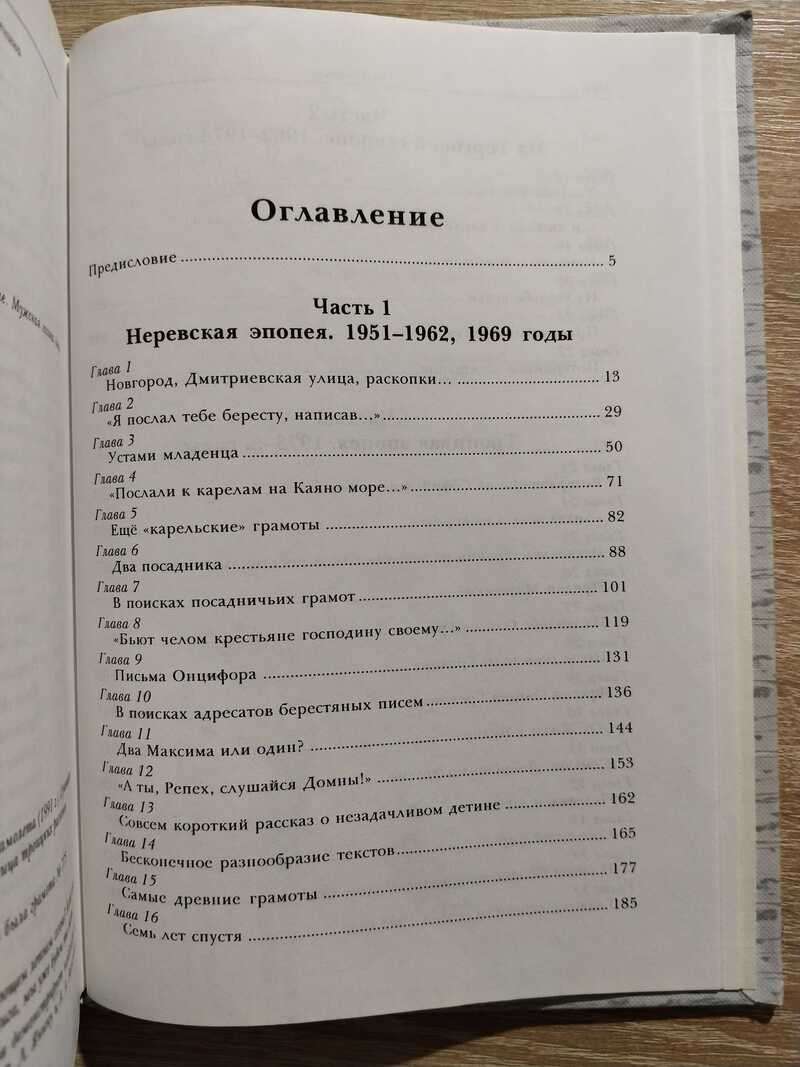 Оглавление
Предисловие 5
Часть 1
Неревская эпопея. 1951–1962, 1969 годы
Глава 1
Новгород, Дмитриевская улица, раскопки... 13
Глава 2
«Я послал тебе бересту, написав...» 29
Глава 3
Устами младенца 50
Глава 4
«Послали к карелам на Каяно море...» 71
Глава 5
Ещё «карельские» грамоты 82
Глава 6
Два посадника 88
Глава 7
В поисках посадничьих грамот 101
Глава 8
«Бьют челом крестьяне господину своему...» 119
Глава 9
Письма Онцифора 131
Глава 10
В поисках адресатов берестяных писем 136
Глава 11
Два Максима или один? 144
Глава 12
«А ты, Репех, слушайся Домны!» 153
Глава 13
Совсем короткий рассказ о незадачливом детине 162
Глава 14
Бесконечное разнообразие текстов 165
Глава 15
Самые древние грамоты 177
Глава 16
Семь лет спустя 185